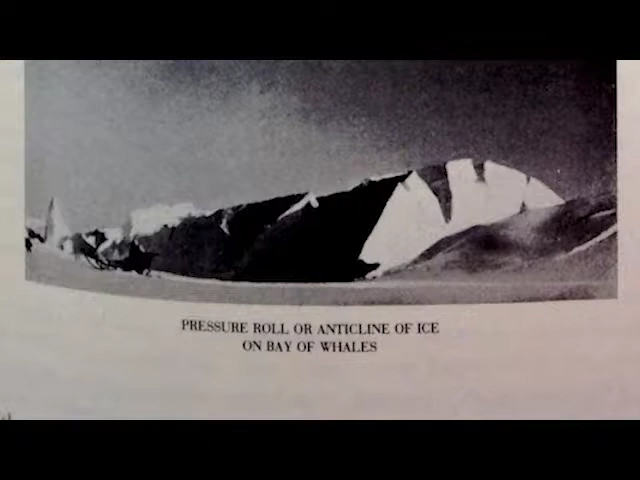 PRESSURE ROLL OR ANTICLINE OF ICE
ON BAY OF WHALES